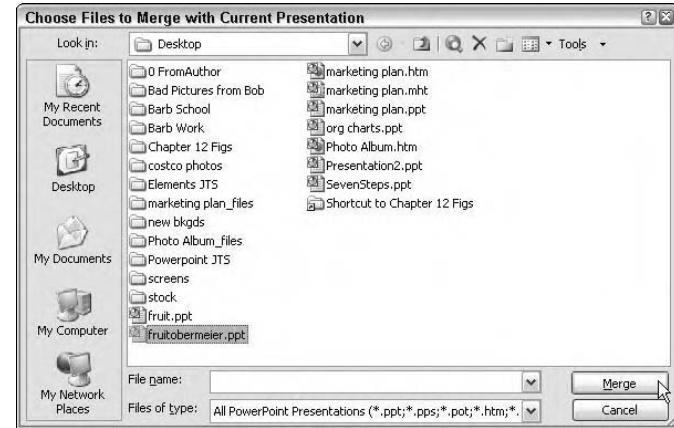 Choose Files to Merge with Current Presentation
Look in:
Desktop
Tools
My Recent
Documents
Desktop
My Documents
My Computer
My Network
Places
0 FromAuthor
Bad Pictures from Bob
Barb School
Barb Work
Chapter 12 Figs
costco photos
Elements JTS
marketing plan_files
new bkgds
Photo Album_files
Powerpoint JTS
screens
stock
fruit.ppt
fruitobermeier.ppt
marketing plan.htm
marketing plan.mht
marketing plan.ppt
org charts.ppt
Photo Album.htm
Presentation2.ppt
SevenSteps.ppt
Shortcut to Chapter 12 Figs
File name:
Merge
Files of type:
All PowerPoint Presentations (*.ppt;*.pps;*.pot;*.htm;*.
Cancel